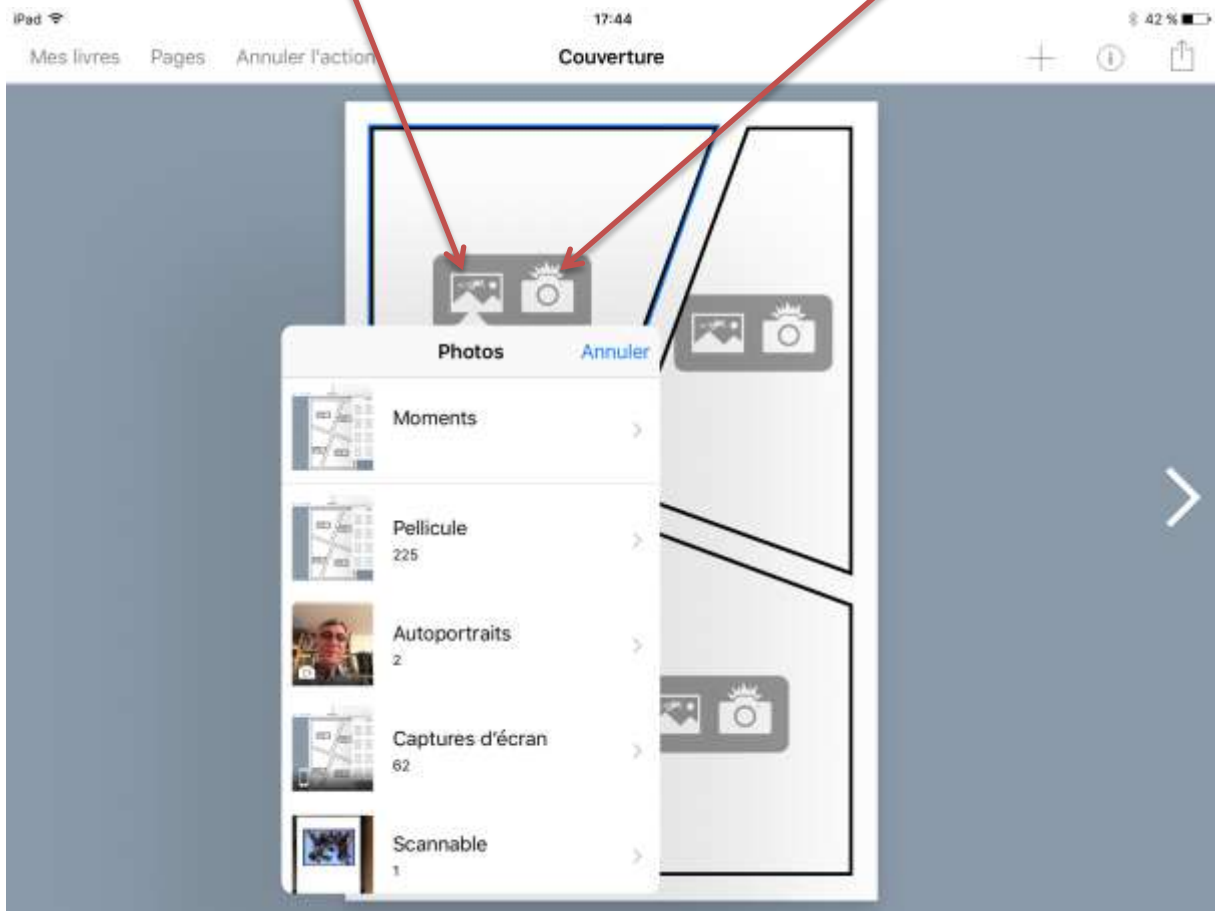 iPad 17:44 42 %
Mes livres Pages Annuler l'action Couverture
Photos Annuler
Moments
Pellicule
225
Autoportraits
2
Captures d'écran
62
Scannable
1